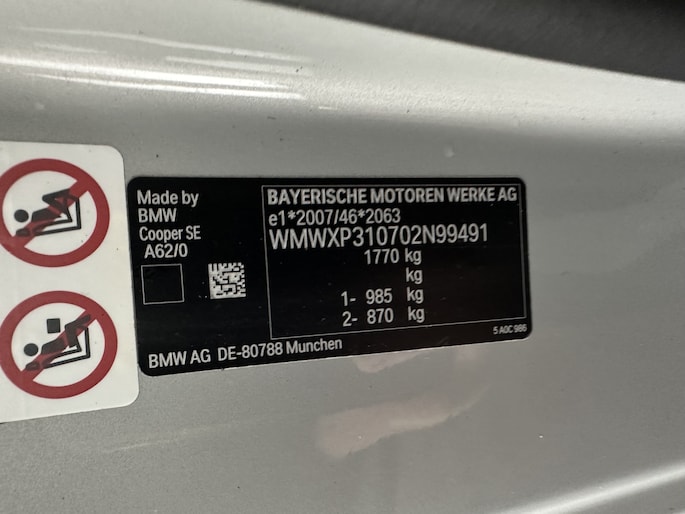 Made by
BMW
Cooper SE
A62/0
BAYERISCHE MOTOREN WERKE AG
e1*2007/46*2063
WMWXP310702N99491
1770 kg
kg
1- 985 kg
2- 870 kg
5 A0C 986
BMW AG DE-80788 Munchen